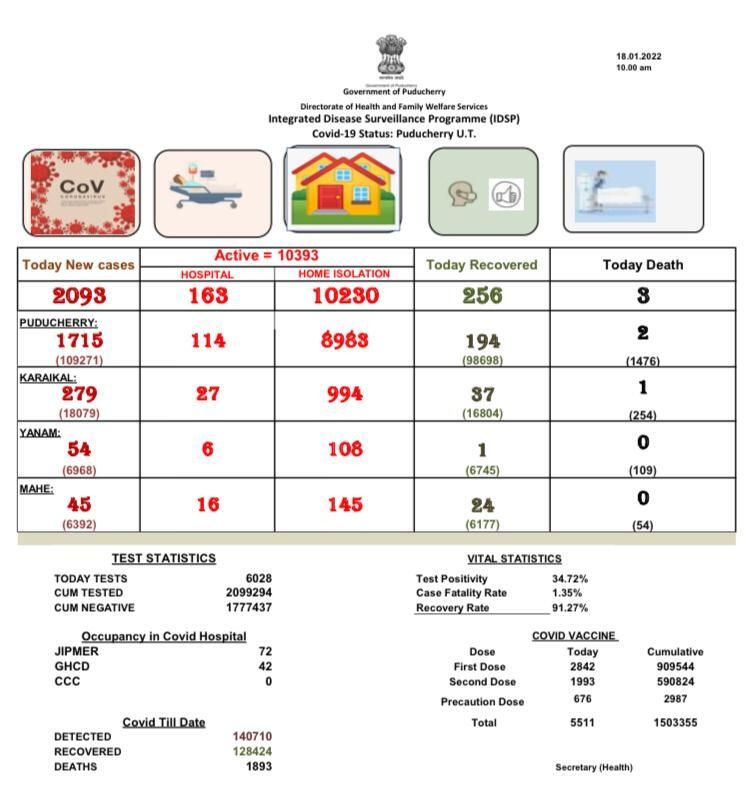 18.01.2022
10.00 am
Government of Puducherry
Government of Puducherry
Directorate of Health and Family Welfare Services
Integrated Disease Surveillance Programme (IDSP)
Covid-19 Status: Puducherry U.T.
CoV
CORONAVIRUS
Today New cases
Active = 10393
HOSPITAL
HOME ISOLATION
Today Recovered
Today Death
2093 163 10230 256 3
PUDUCHERRY:
1715 114 8983 194 2
(109271) (98698) (1476)
KARAIKAL:
279 27 994 37 1
(18079) (16804) (254)
YANAM:
54 6 108 1 0
(6968) (6745) (109)
MAHE:
45 16 145 24 0
(6392) (6177) (54)
TEST STATISTICS
TODAY TESTS 6028
CUM TESTED 2099294
CUM NEGATIVE 1777437
VITAL STATISTICS
Test Positivity 34.72%
Case Fatality Rate 1.35%
Recovery Rate 91.27%
Occupancy in Covid Hospital
JIPMER 72
GHCD 42
CCC 0
COVID VACCINE
Dose Today Cumulative
First Dose 2842 909544
Second Dose 1993 590824
Precaution Dose 676 2987
Total 5511 1503355
Covid Till Date
DETECTED 140710
RECOVERED 128424
DEATHS 1893
Secretary (Health)